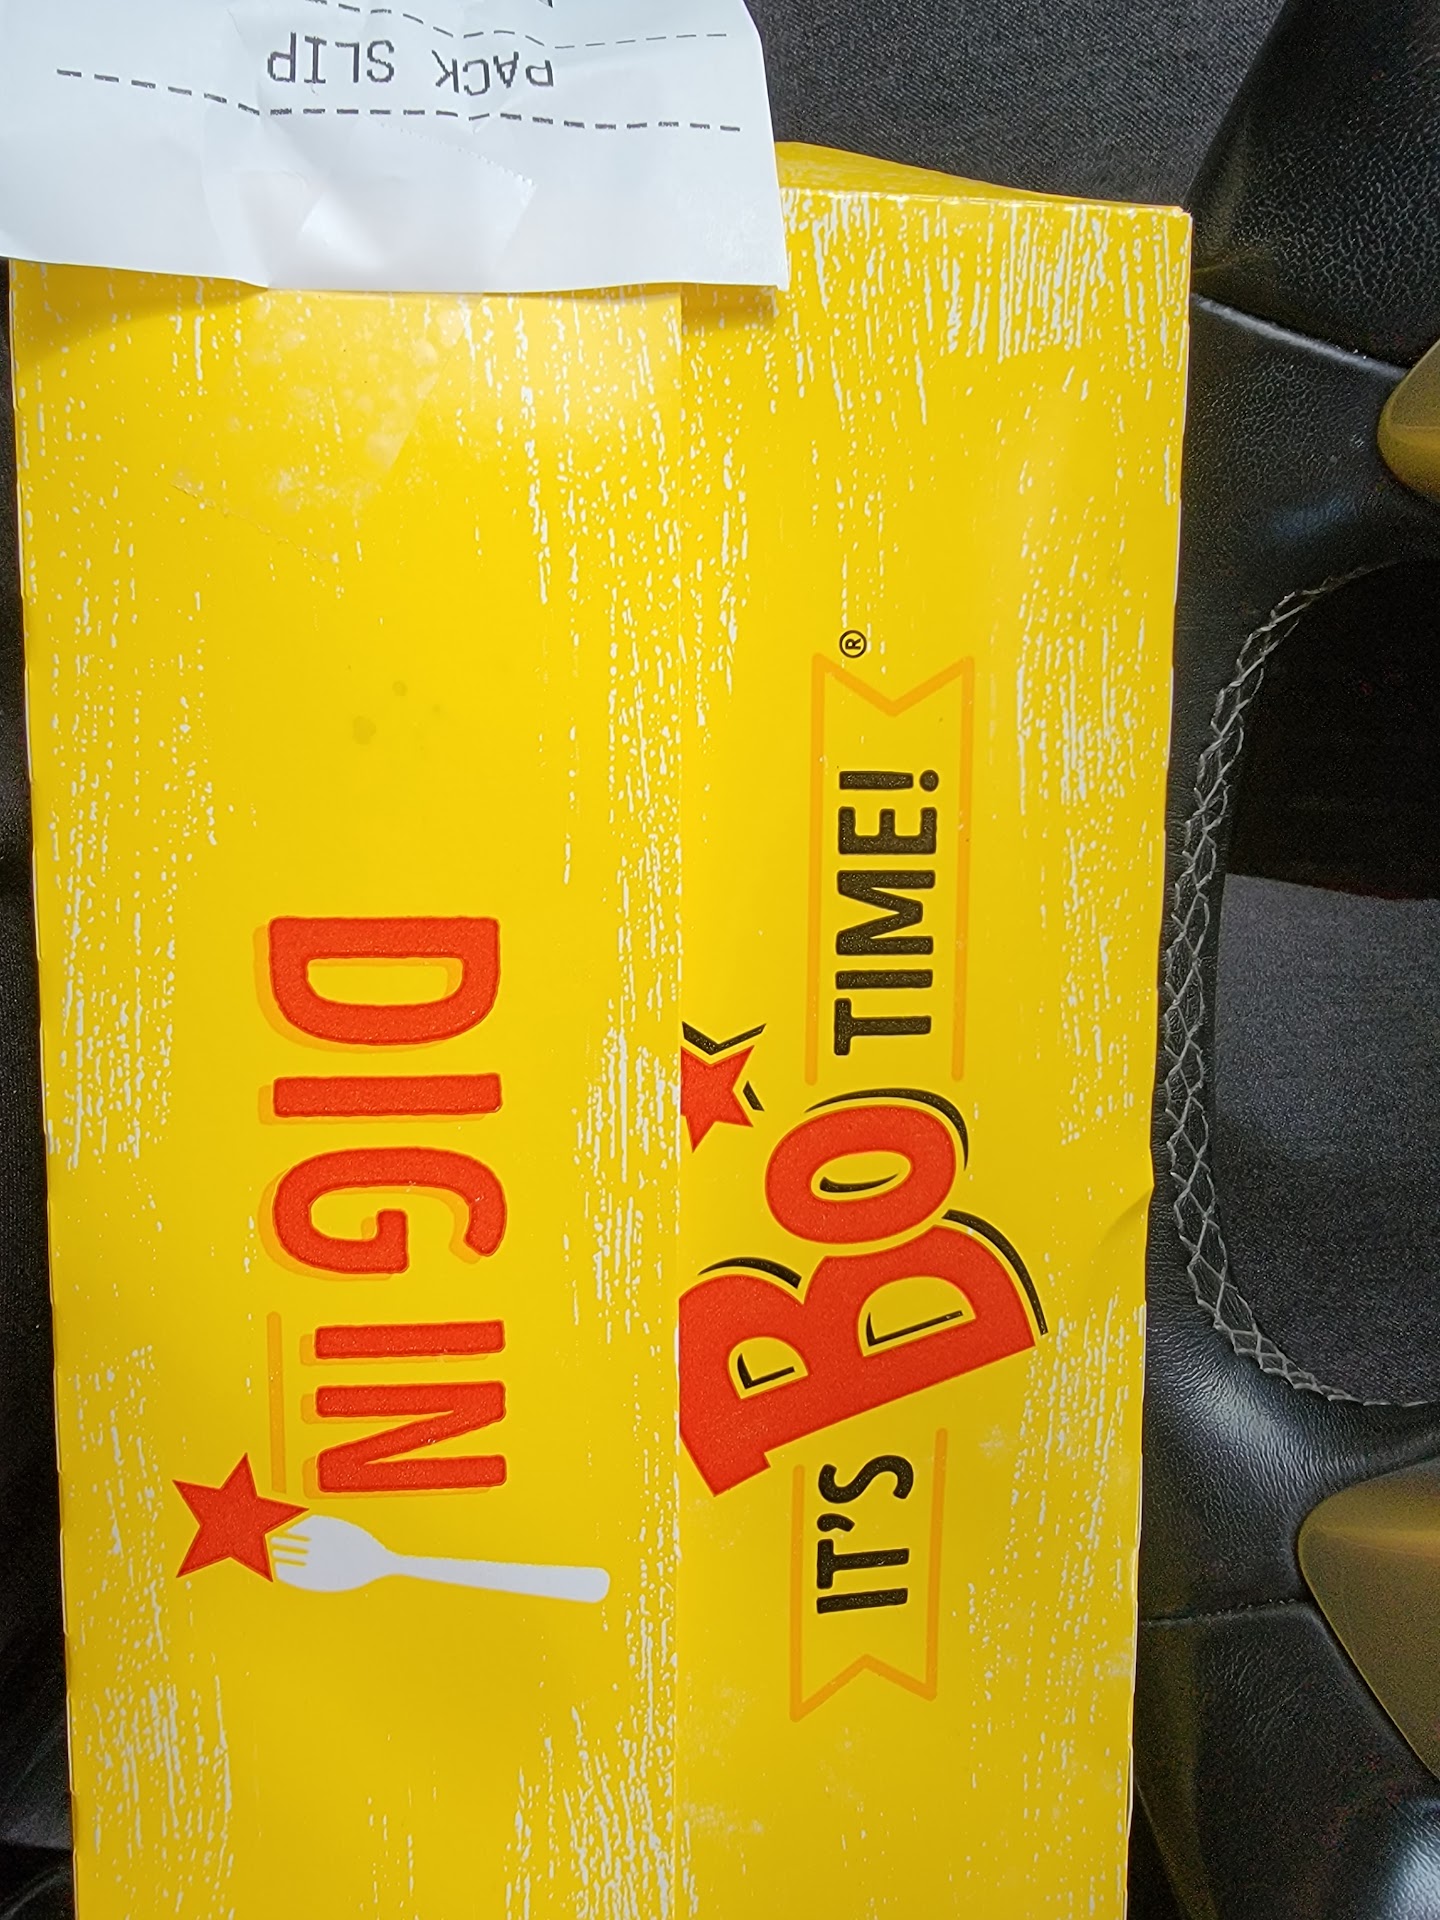 PACK SLIP
DIG IN
IT'S BO TIME!®